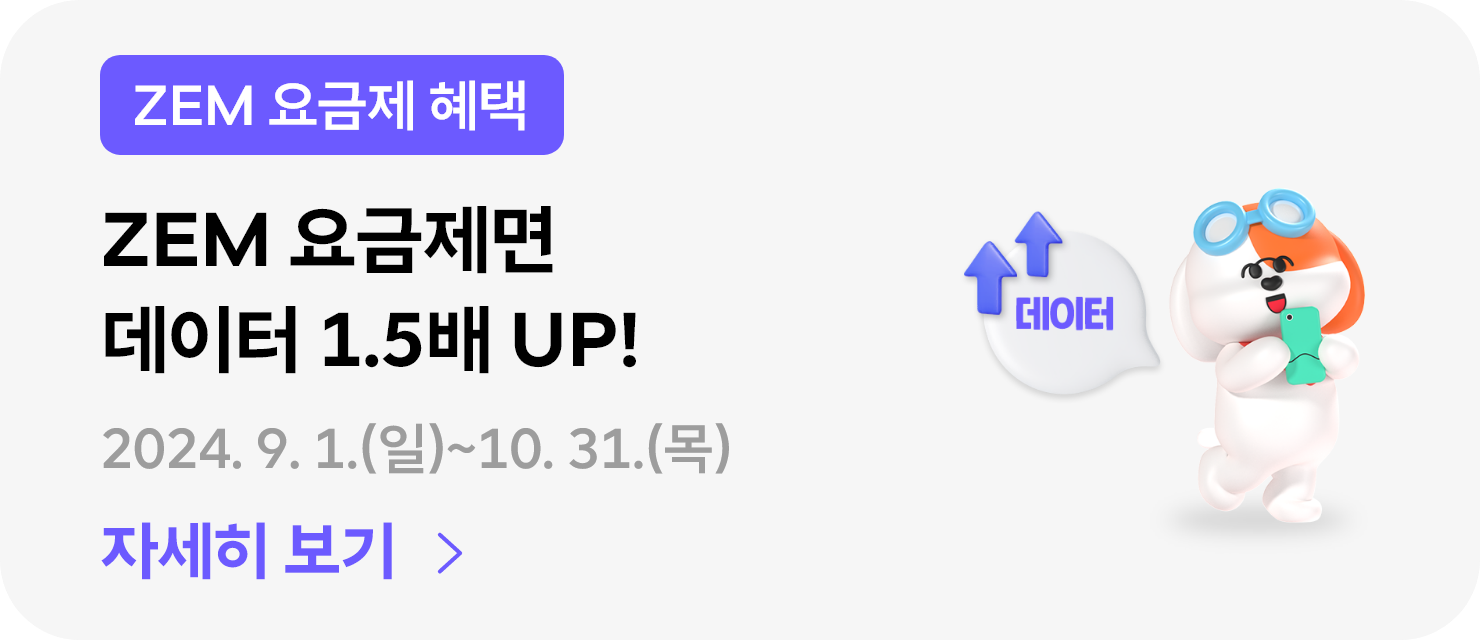 ZEM 요금제 혜택
ZEM 요금제면
데이터 1.5배 UP!
2024. 9. 1.(일)~10. 31.(목)
자세히 보기
데이터